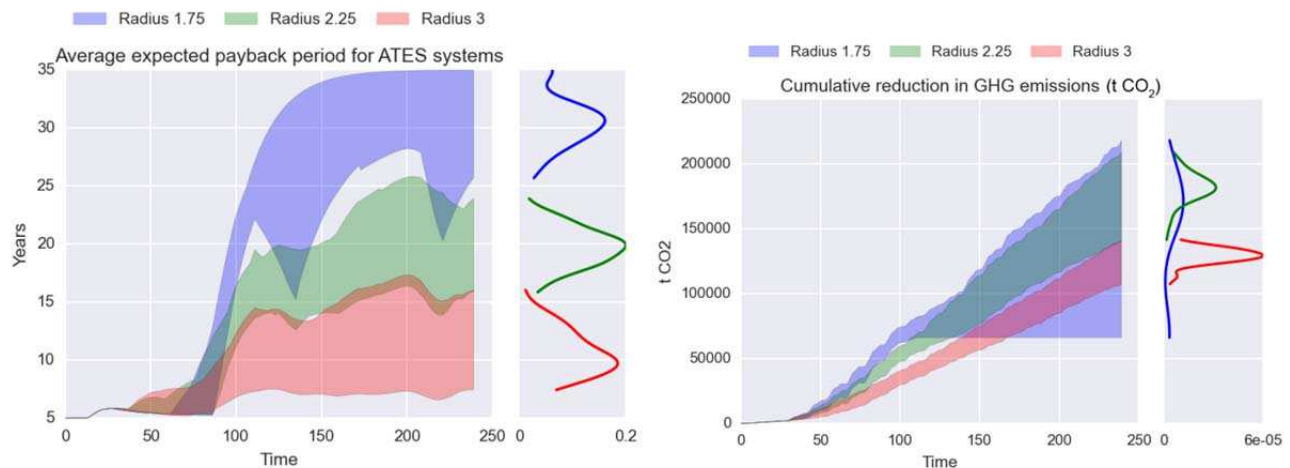 Radius 1.75 Radius 2.25 Radius 3
Average expected payback period for ATES systems
35
30
25
20
15
10
5
Years
0 50 100 150 200 250
Time
0 0.2
Radius 1.75 Radius 2.25 Radius 3
Cumulative reduction in GHG emissions (t CO₂)
250000
200000
150000
100000
50000
0
t CO2
0 50 100 150 200 250
Time
0 6e-05